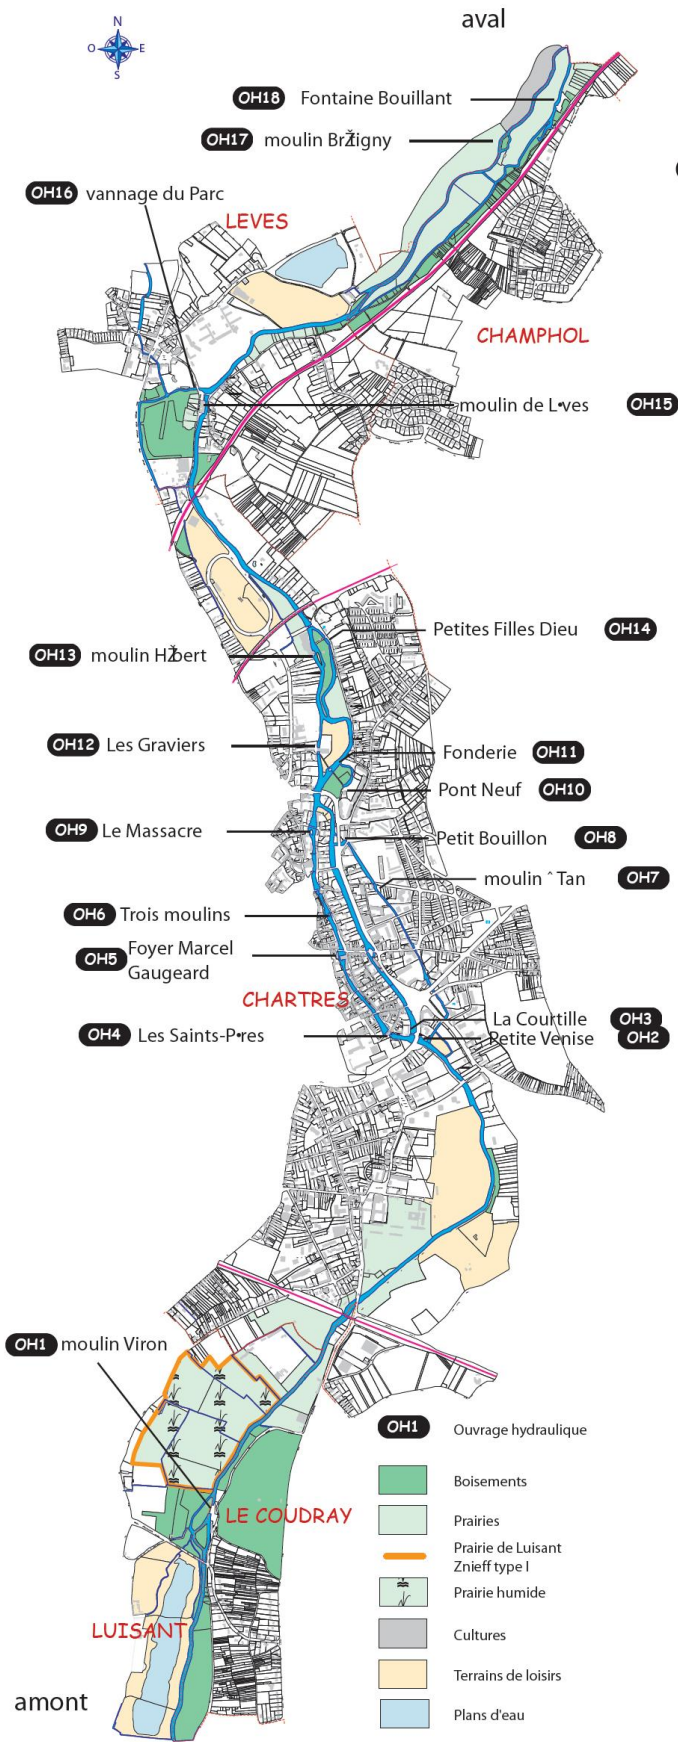 aval
N
O E
S
OH18 Fontaine Bouillant
OH17 moulin BrŽtigny
OH16 vannage du Parc
LEVES
CHAMPHOL
moulin de L•ves OH15
Petites Filles Dieu OH14
OH13 moulin HŽbert
OH12 Les Graviers
Fonderie OH11
Pont Neuf OH10
OH9 Le Massacre
Petit Bouillon OH8
moulin ˆ Tan OH7
OH6 Trois moulins
OH5 Foyer Marcel
Gaugeard
CHARTRES
La Courtille OH3
OH4 Les Saints-P•res
Petite Venise OH2
OH1 moulin Viron
OH1 Ouvrage hydraulique
Boisements
LE COUDRAY
Prairies
Prairie de Luisant
Znieff type I
Prairie humide
LUISANT
Cultures
Terrains de loisirs
amont
Plans d'eau